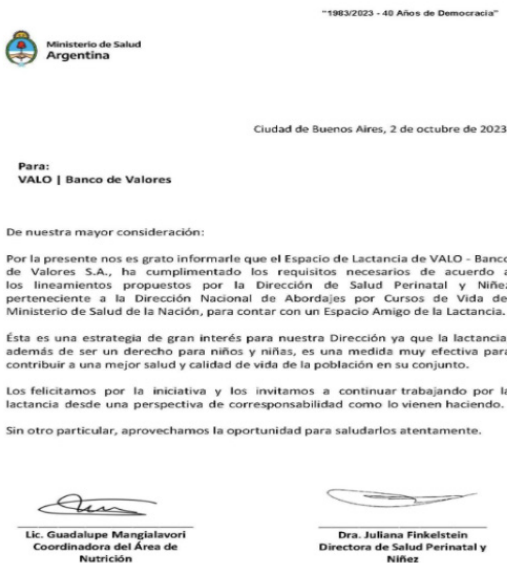 "1983/2023 - 40 Años de Democracia"
Ministerio de Salud
Argentina
Ciudad de Buenos Aires, 2 de octubre de 2023
Para:
VALO | Banco de Valores
De nuestra mayor consideración:
Por la presente nos es grato informarle que el Espacio de Lactancia de VALO - Banco
de Valores S.A., ha cumplimentado los requisitos necesarios de acuerdo a
los lineamientos propuestos por la Dirección de Salud Perinatal y Niñez
perteneciente a la Dirección Nacional de Abordajes por Cursos de Vida del
Ministerio de Salud de la Nación, para contar con un Espacio Amigo de la Lactancia.
Ésta es una estrategia de gran interés para nuestra Dirección ya que la lactancia,
además de ser un derecho para niños y niñas, es una medida muy efectiva para
contribuir a una mejor salud y calidad de vida de la población en su conjunto.
Los felicitamos por la iniciativa y los invitamos a continuar trabajando por la
lactancia desde una perspectiva de corresponsabilidad como lo vienen haciendo.
Sin otro particular, aprovechamos la oportunidad para saludarlos atentamente.
Lic. Guadalupe Mangialavori
Coordinadora del Área de
Nutrición
Dra. Juliana Finkelstein
Directora de Salud Perinatal y
Niñez